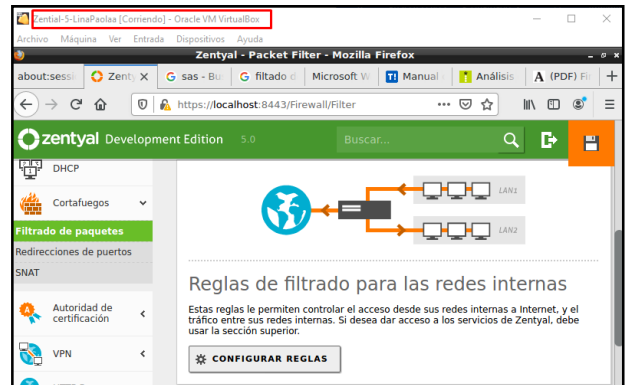 Zential-5-LinaPaolaa [Corriendo] - Oracle VM VirtualBox
Archivo Máquina Ver Entrada Dispositivos Ayuda
Zentyal - Packet Filter - Mozilla Firefox
about:sessi Zenty sas - Bu filtado d Microsoft W Manual Análisis (PDF) Fi
https://localhost:8443/Firewall/Filter
zentyal Development Edition 5.0 Buscar...
DHCP
Cortafuegos
Filtrado de paquetes
Redirecciones de puertos
SNAT
Autoridad de
certificación
VPN
LAN1
LAN2
Reglas de filtrado para las redes internas
Estas reglas le permiten controlar el acceso desde sus redes internas a Internet, y el
tráfico entre sus redes internas. Si desea dar acceso a los servicios de Zentyal, debe
usar la sección superior.
CONFIGURAR REGLAS